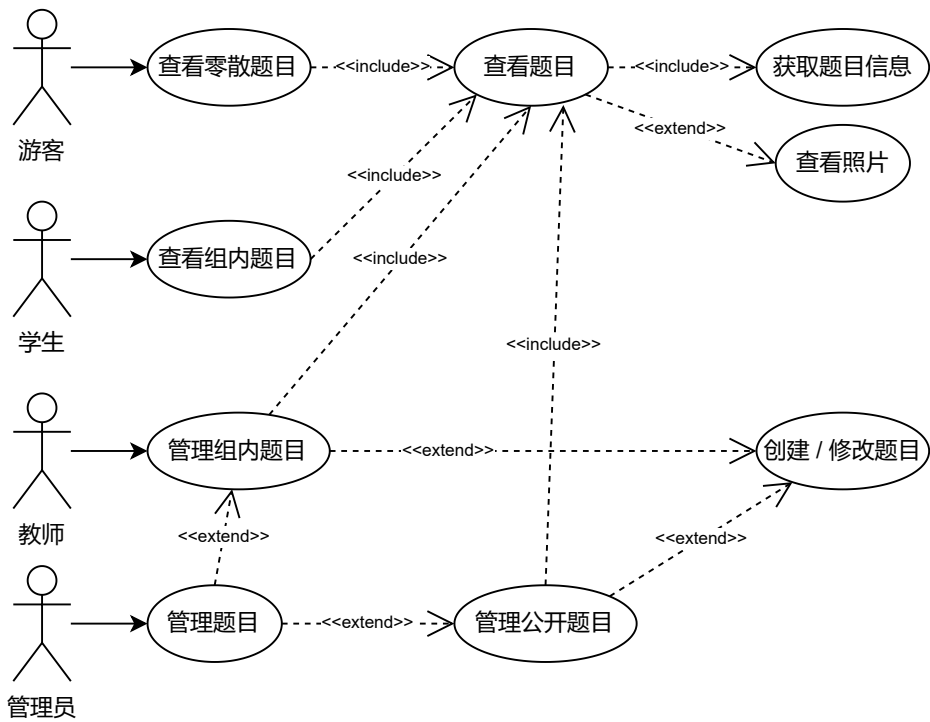 查看零散题目
<<include>>
查看题目
<<include>>
获取题目信息
游客
<<extend>>
查看照片
<<include>>
查看组内题目
<<include>>
学生
<<include>>
管理组内题目
<<extend>>
创建 / 修改题目
教师
<<extend>>
<<extend>>
管理题目
<<extend>>
管理公开题目
管理员